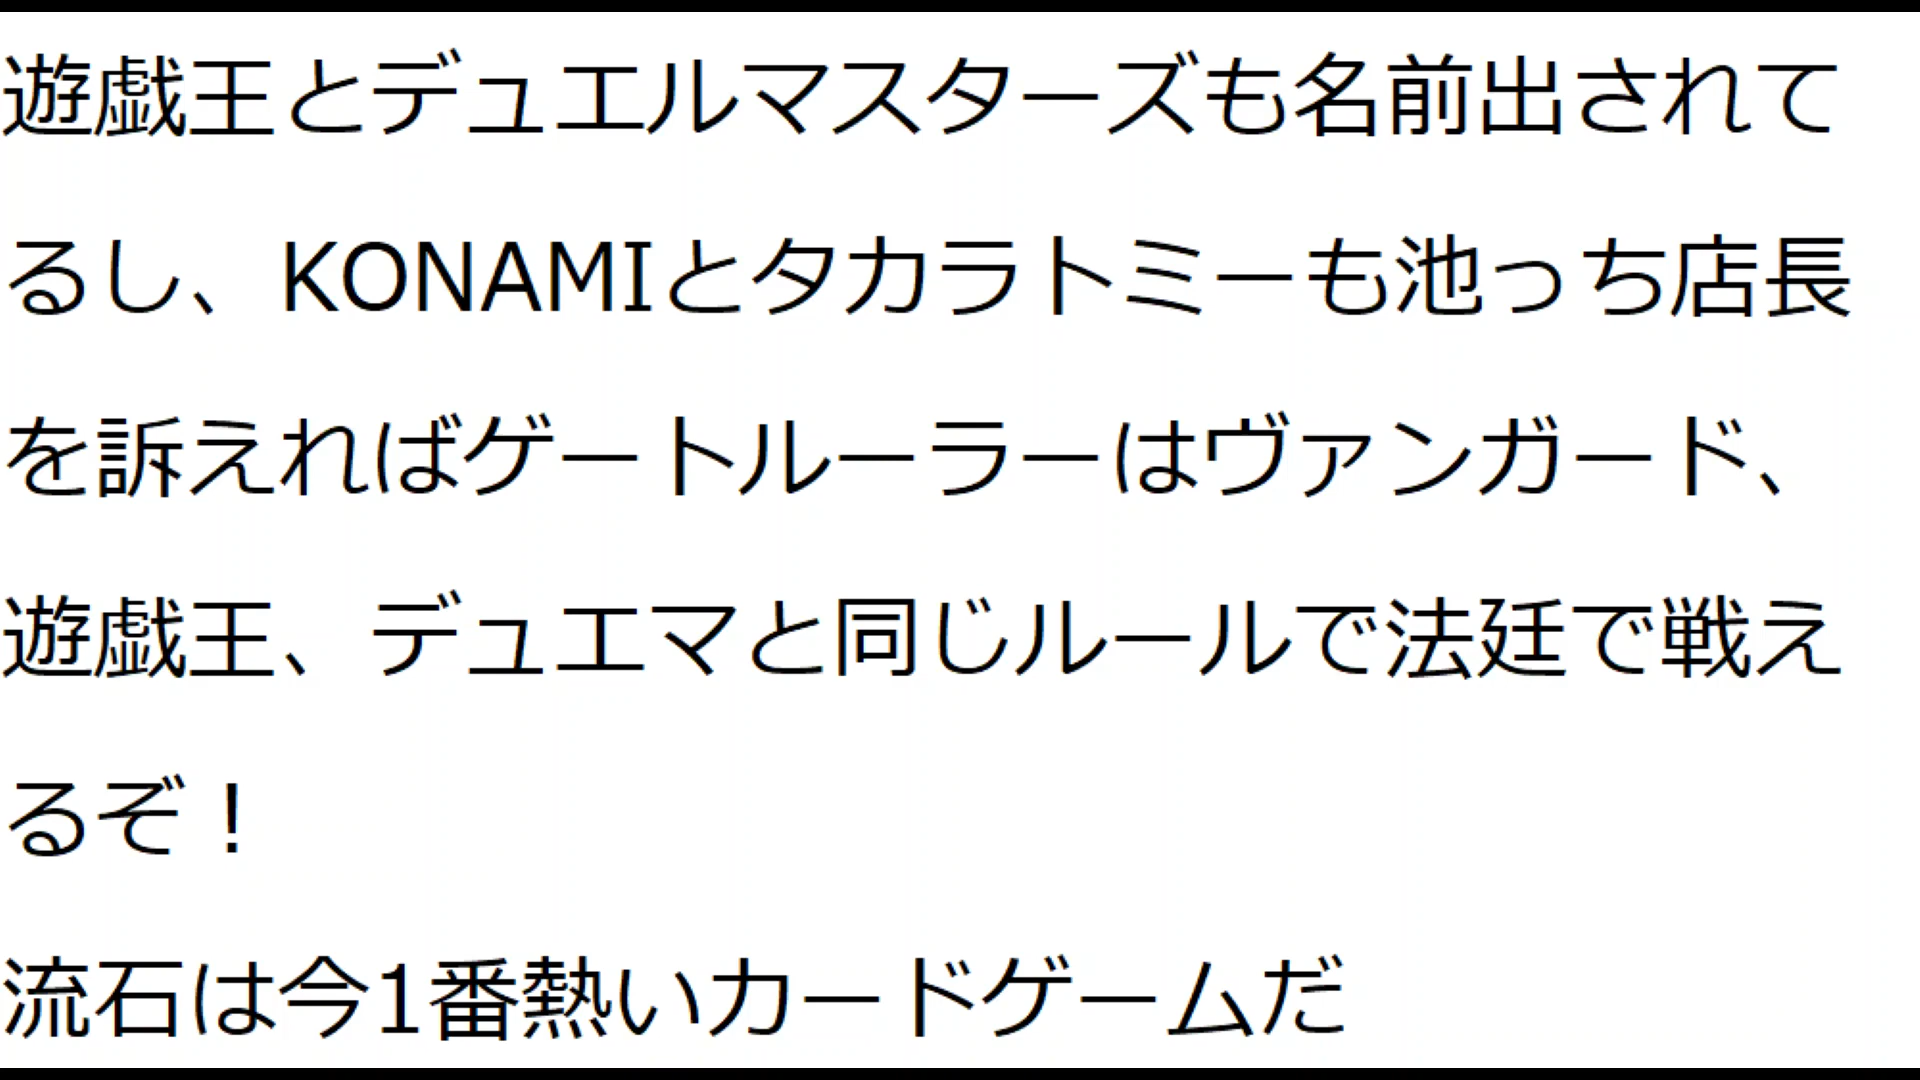 遊戯王とデュエルマスターズも名前出されて
るし、KONAMIとタカラトミーも池っち店長
を訴えればゲートルーラーはヴァンガード、
遊戯王、デュエマと同じルールで法廷で戦え
るぞ！
流石は今1番熱いカードゲームだ